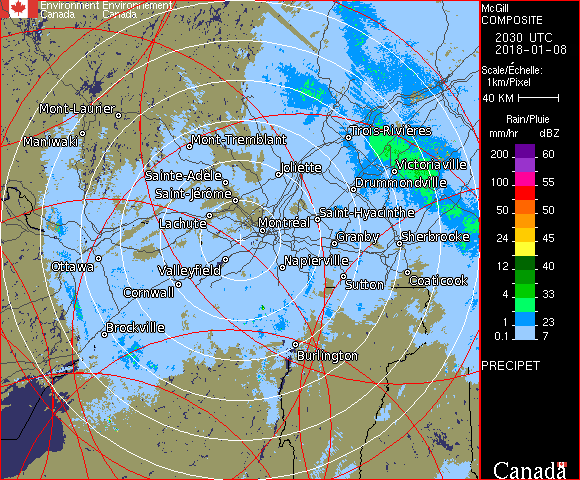 Environment Environnement
Canada Canada
McGill
COMPOSITE
2030 UTC
2018-01-08
Scale/Échelle:
1km/Pixel
40 KM
Rain/Pluie
mm/hr dBZ
200 60
100 55
50 50
24 45
12 40
4 33
1 23
0.1 7
PRECIPET
Canada
Mont-Laurier
Maniwaki
Mont-Tremblant
Trois-Rivières
Joliette
Victoriaville
Sainte-Adèle
Drummondville
Saint-Jérôme
Saint-Hyacinthe
Lachute
Montréal
Granby
Sherbrooke
Ottawa
Valleyfield
Napierville
Coaticook
Sutton
Cornwall
Brockville
Burlington